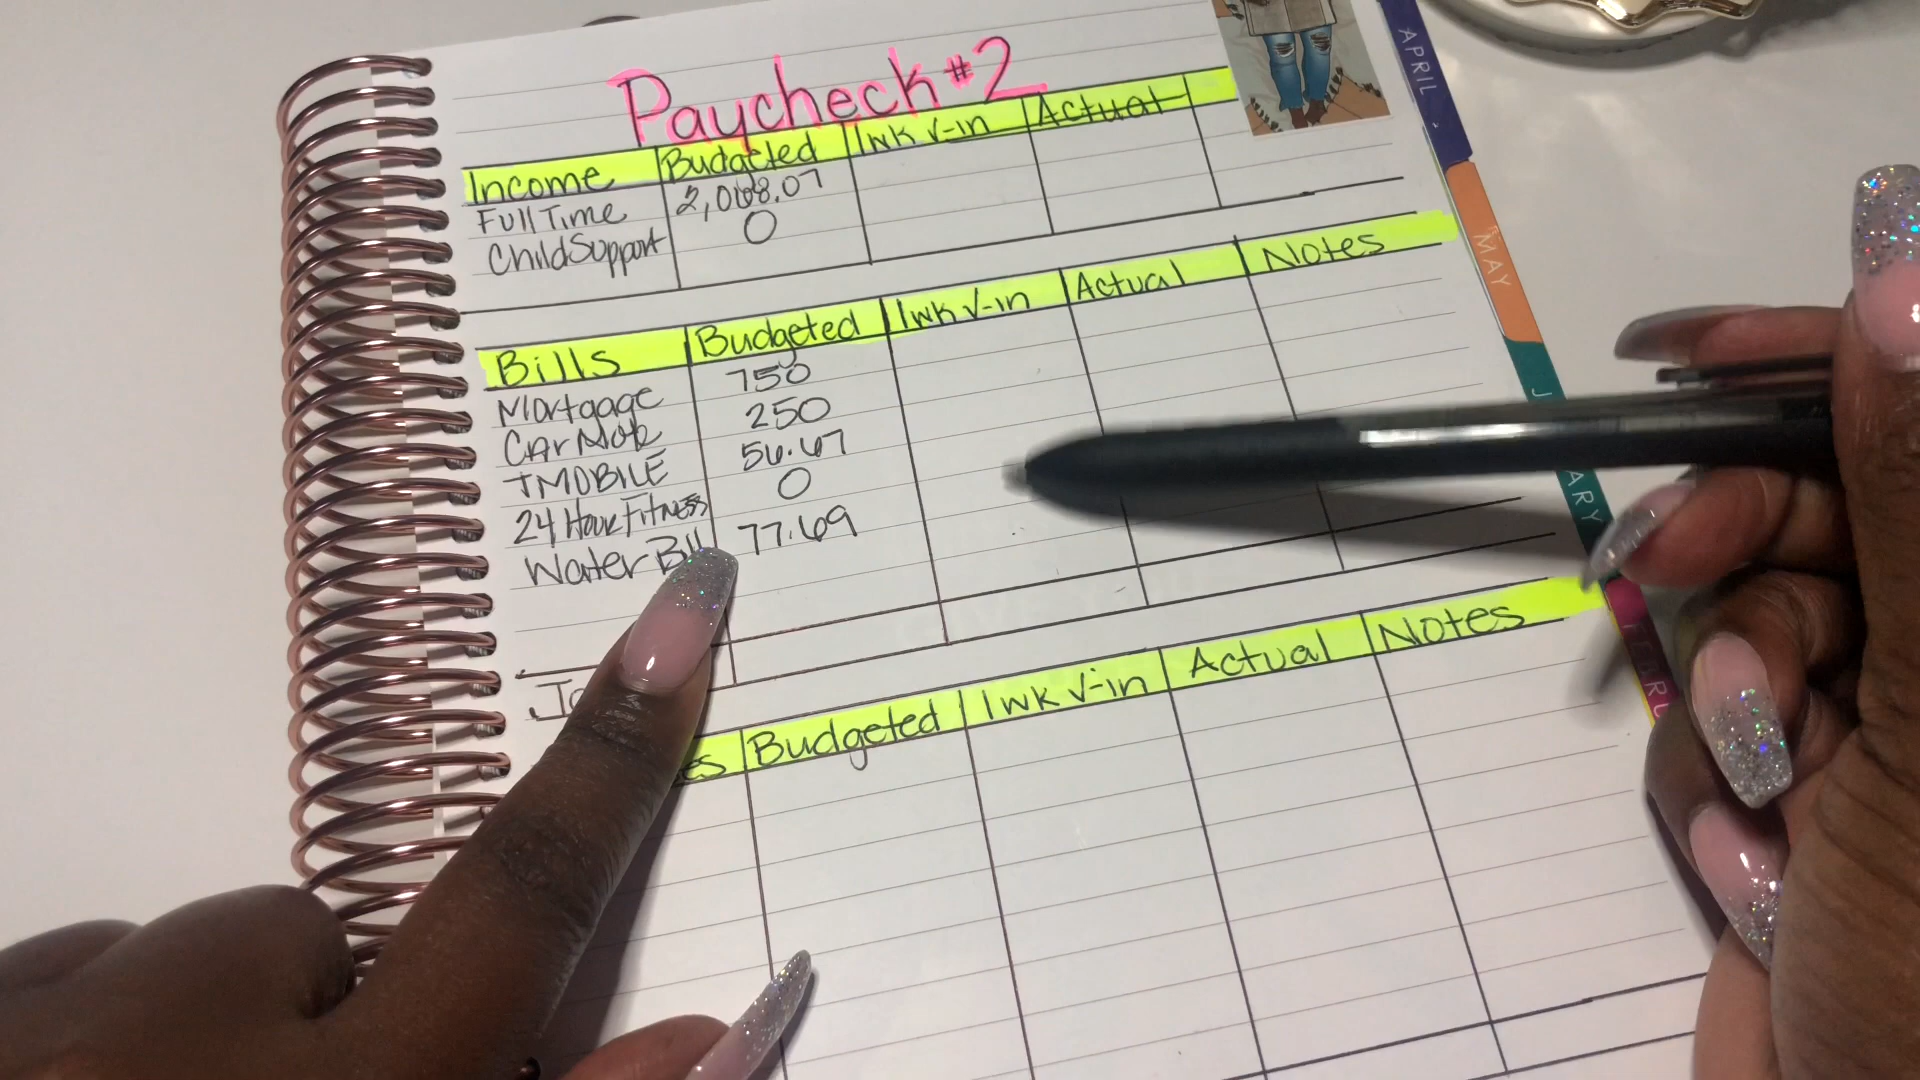 Paycheck #2
Income Budgeted 1wk √-in Actual
Full Time 2,068.07
Child Support 0
Bills Budgeted 1wk √-in Actual Notes
Mortgage 750
Car Note 250
TMOBILE 56.67
24 Hour Fitness 0
Water Bill 77.69
Budgeted 1wk √-in Actual Notes
APRIL
MAY